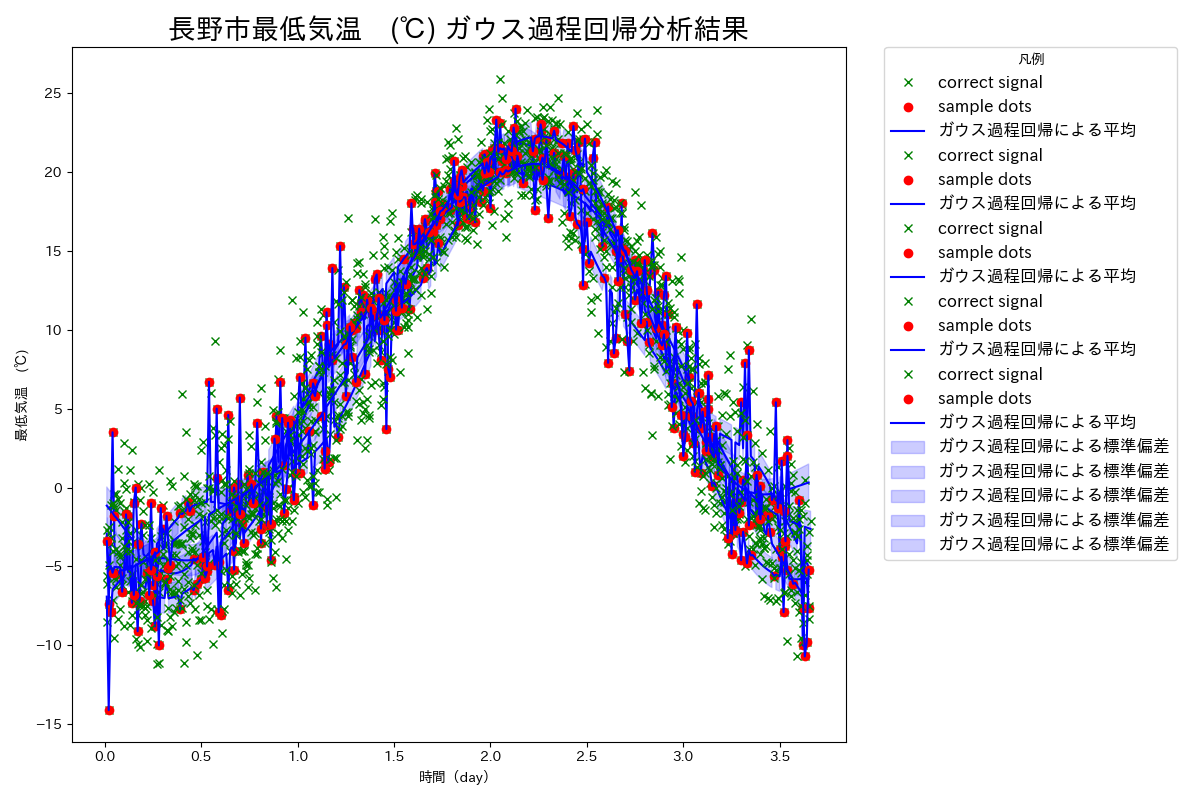 長野市最低気温　(℃) ガウス過程回帰分析結果
凡例
correct signal
sample dots
ガウス過程回帰による平均
correct signal
sample dots
ガウス過程回帰による平均
correct signal
sample dots
ガウス過程回帰による平均
correct signal
sample dots
ガウス過程回帰による平均
correct signal
sample dots
ガウス過程回帰による平均
ガウス過程回帰による標準偏差
ガウス過程回帰による標準偏差
ガウス過程回帰による標準偏差
ガウス過程回帰による標準偏差
ガウス過程回帰による標準偏差
最低気温　(℃)
25
20
15
10
5
0
−5
−10
−15
0.0 0.5 1.0 1.5 2.0 2.5 3.0 3.5
時間（day）